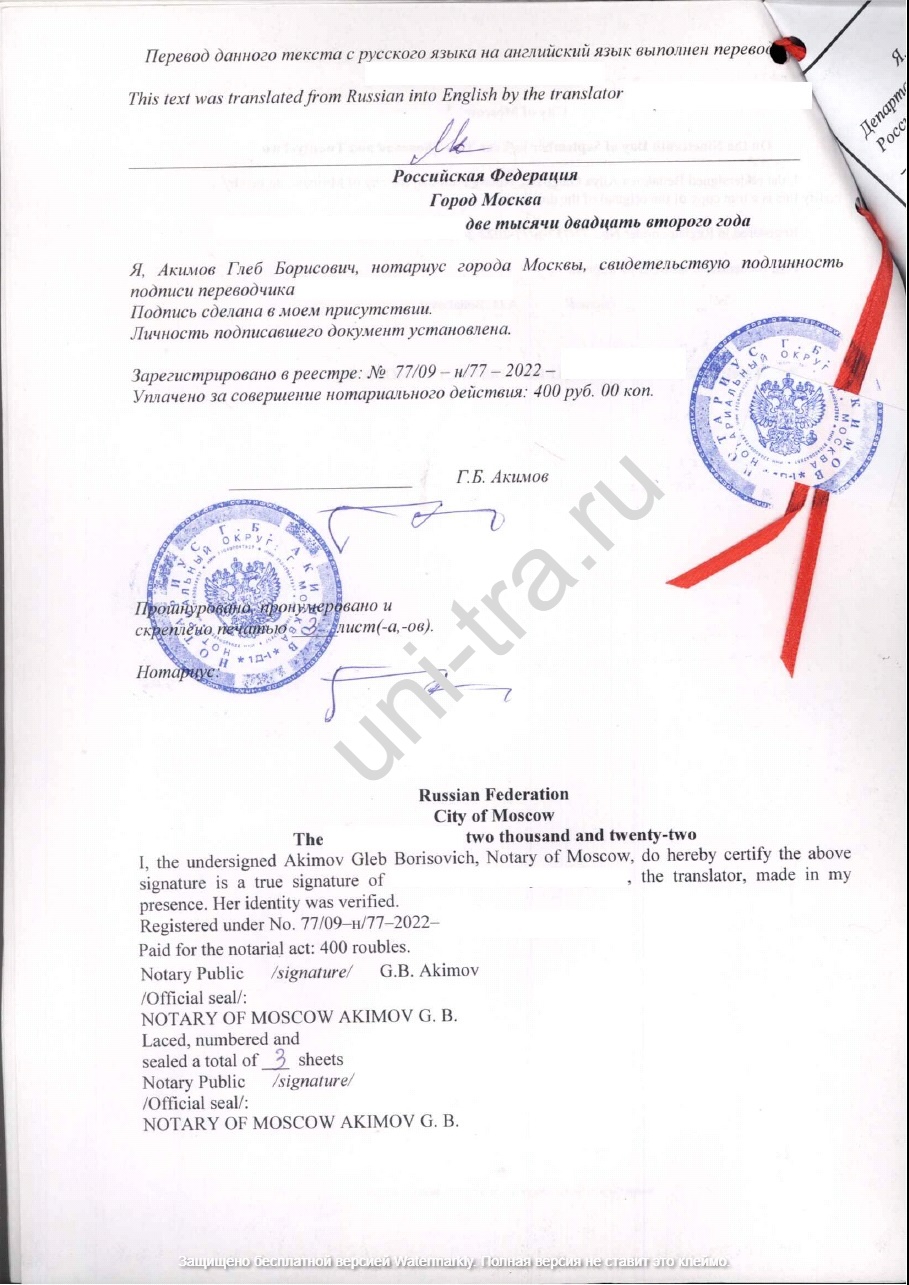 Перевод данного текста с русского языка на английский язык выполнен
This text was translated from Russian into English by the translator
Российская Федерация
Город Москва
две тысячи двадцать второго года
Я, Акимов Глеб Борисович, нотариус города Москвы, свидетельствую подлинность
подписи переводчика
Подпись сделана в моем присутствии.
Личность подписавшего документ установлена.
Зарегистрировано в реестре: № 77/09 – н/77 – 2022 –
Уплачено за совершение нотариального действия: 400 руб. 00 коп.
Г.Б. Акимов
Прошнуровано, пронумеровано и
скреплено печатью 3 лист(-а,-ов).
Нотариус:
uni-tra.ru
Russian Federation
City of Moscow
The two thousand and twenty-two
I, the undersigned Akimov Gleb Borisovich, Notary of Moscow, do hereby certify the above
signature is a true signature of , the translator, made in my
presence. Her identity was verified.
Registered under No. 77/09–н/77–2022–
Paid for the notarial act: 400 roubles.
Notary Public /signature/ G.B. Akimov
/Official seal/:
NOTARY OF MOSCOW AKIMOV G. B.
Laced, numbered and
sealed a total of 3 sheets
Notary Public /signature/
/Official seal/:
NOTARY OF MOSCOW AKIMOV G. B.
Защищено бесплатной версией Watermarkly. Полная версия не ставит это клеймо.